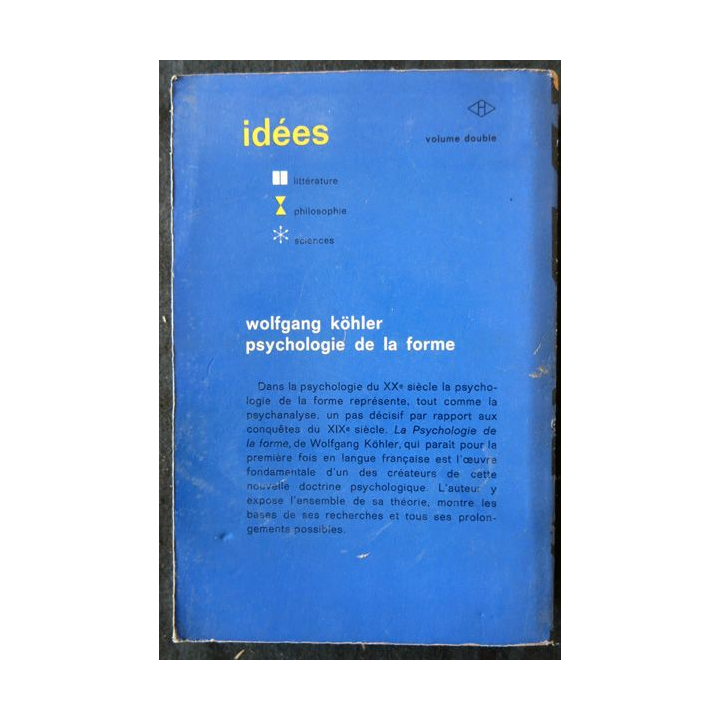 idées
volume double
littérature
philosophie
sciences
wolfgang köhler
psychologie de la forme
Dans la psychologie du XXe siècle la psycho-
logie de la forme représente, tout comme la
psychanalyse, un pas décisif par rapport aux
conquêtes du XIXe siècle. La Psychologie de
la forme, de Wolfgang Köhler, qui paraît pour la
première fois en langue française est l'œuvre
fondamentale d'un des créateurs de cette
nouvelle doctrine psychologique. L'auteur y
expose l'ensemble de sa théorie, montre les
bases de ses recherches et tous ses prolon-
gements possibles.